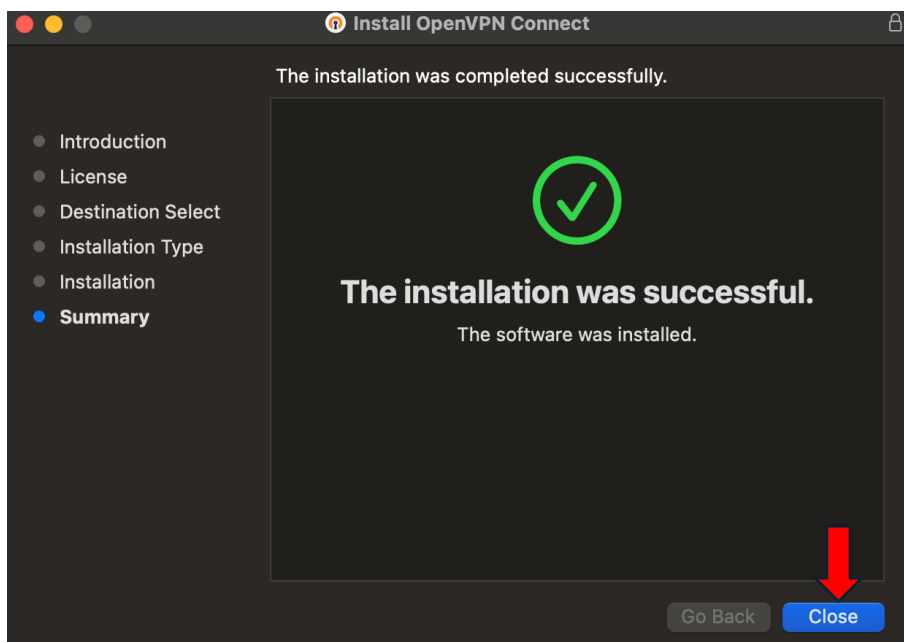 Install OpenVPN Connect
The installation was completed successfully.
Introduction
License
Destination Select
Installation Type
Installation
Summary
The installation was successful.
The software was installed.
Go Back
Close